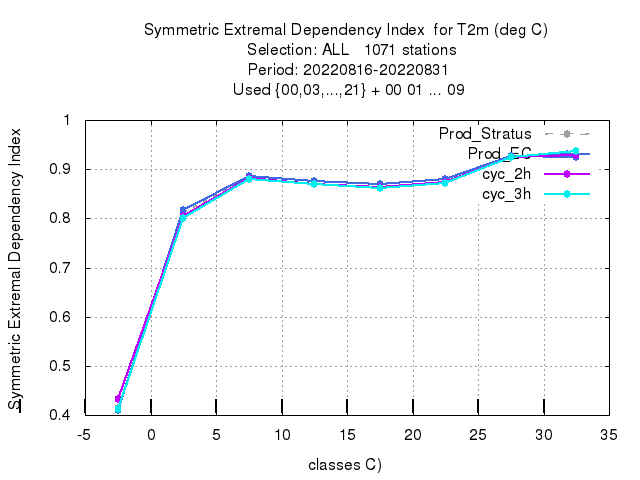 Symmetric Extremal Dependency Index  for T2m (deg C)
Selection: ALL   1071 stations
Period: 20220816-20220831
Used {00,03,...,21} + 00 01 ... 09
Symmetric Extremal Dependency Index
1
0.9
0.8
0.7
0.6
0.5
0.4
Prod_Stratus
Prod_EC
cyc_2h
cyc_3h
-5
0
5
10
15
20
25
30
35
classes C)